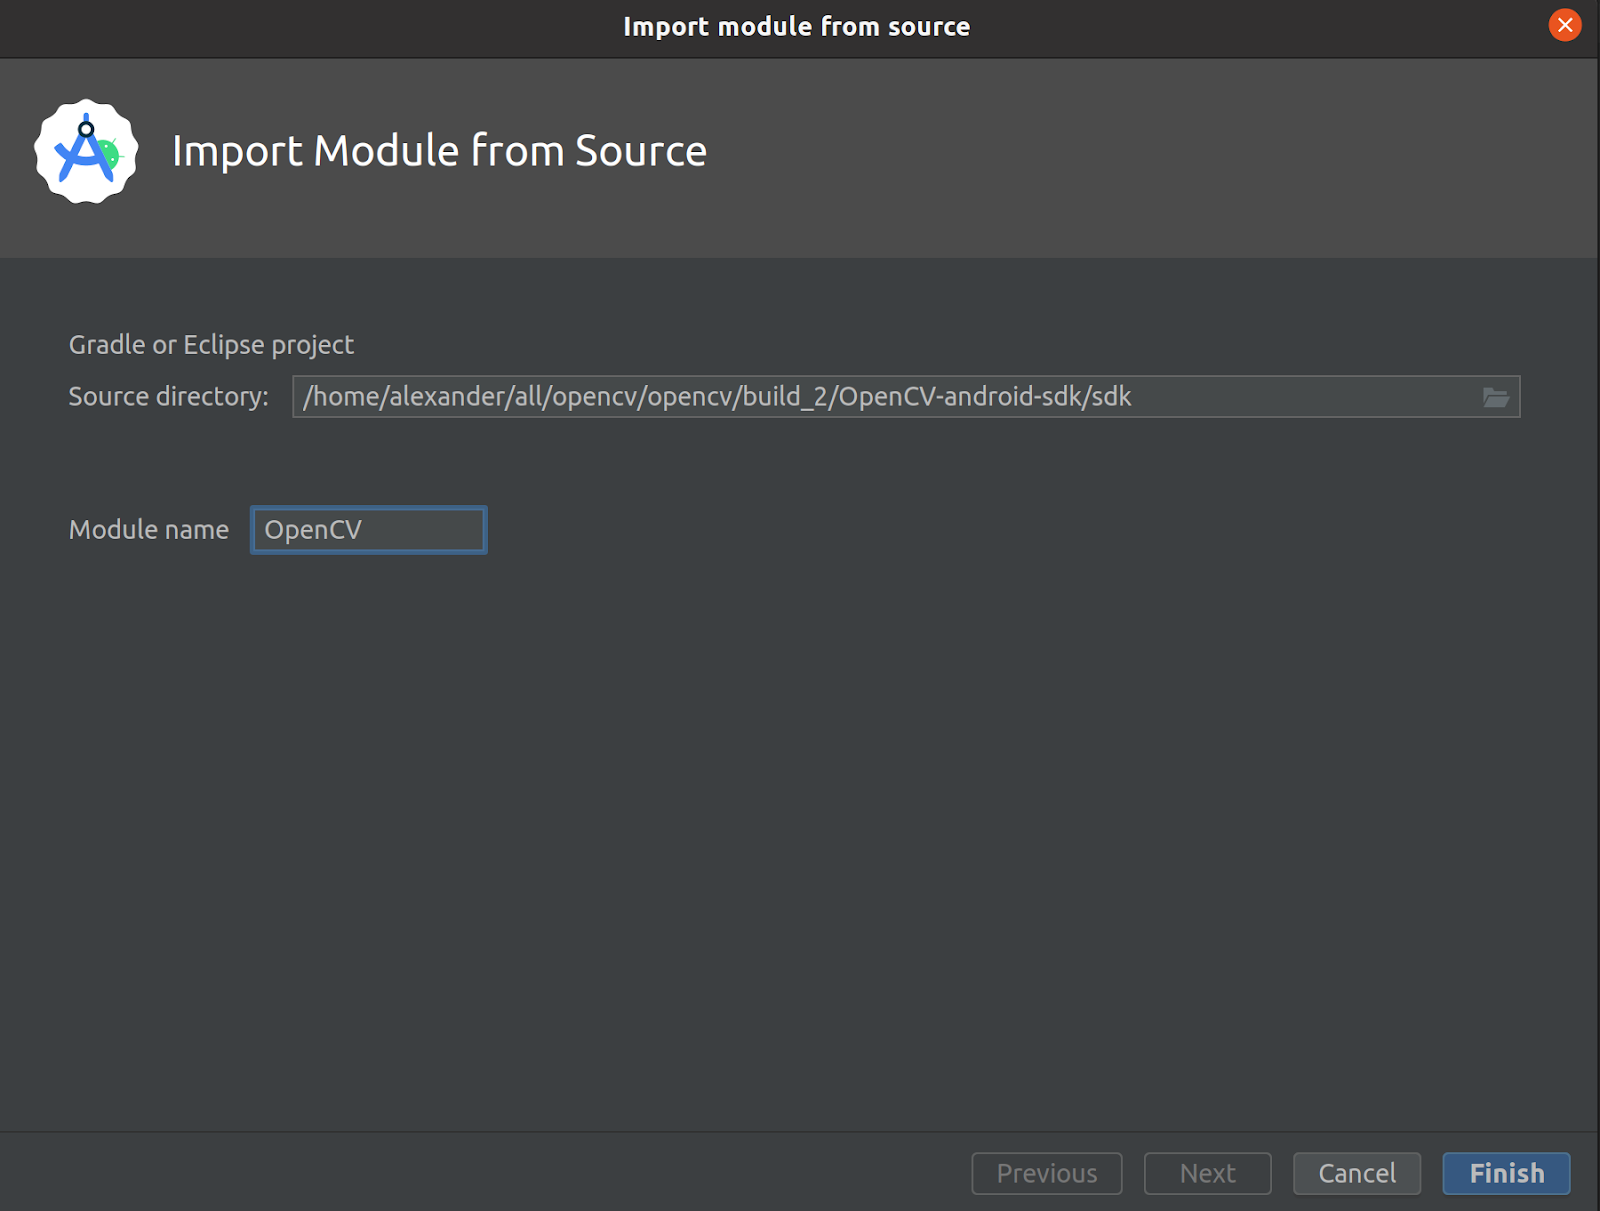 Import module from source
Import Module from Source
Gradle or Eclipse project
Source directory: /home/alexander/all/opencv/opencv/build_2/OpenCV-android-sdk/sdk
Module name OpenCV
Previous Next Cancel Finish